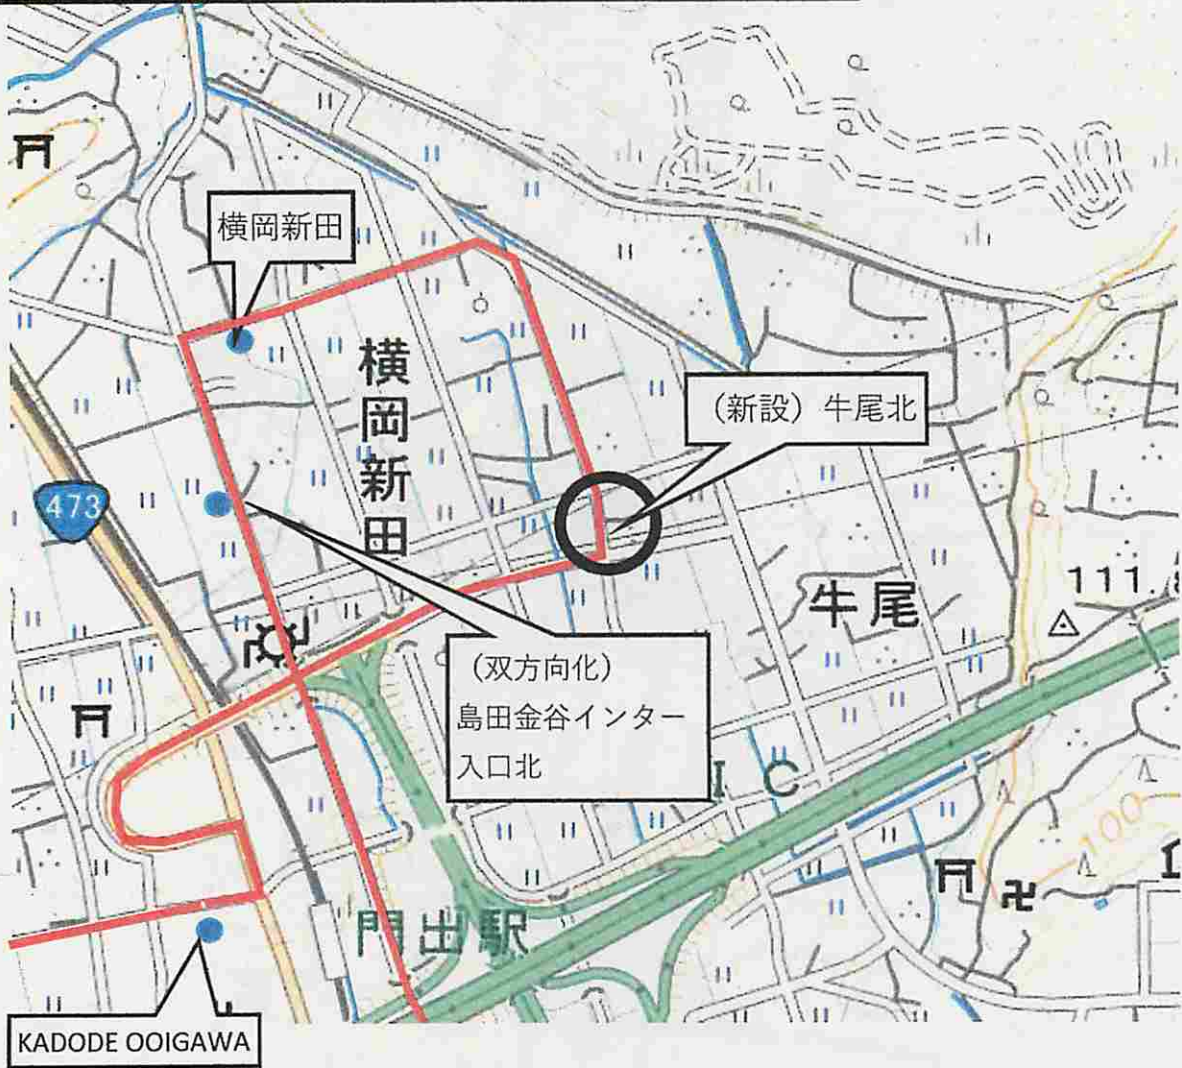 横岡新田
横岡新田
（新設）牛尾北
473
牛尾
111.
（双方向化）
島田金谷インター
入口北
IC
100
門出駅
KADODE OOIGAWA